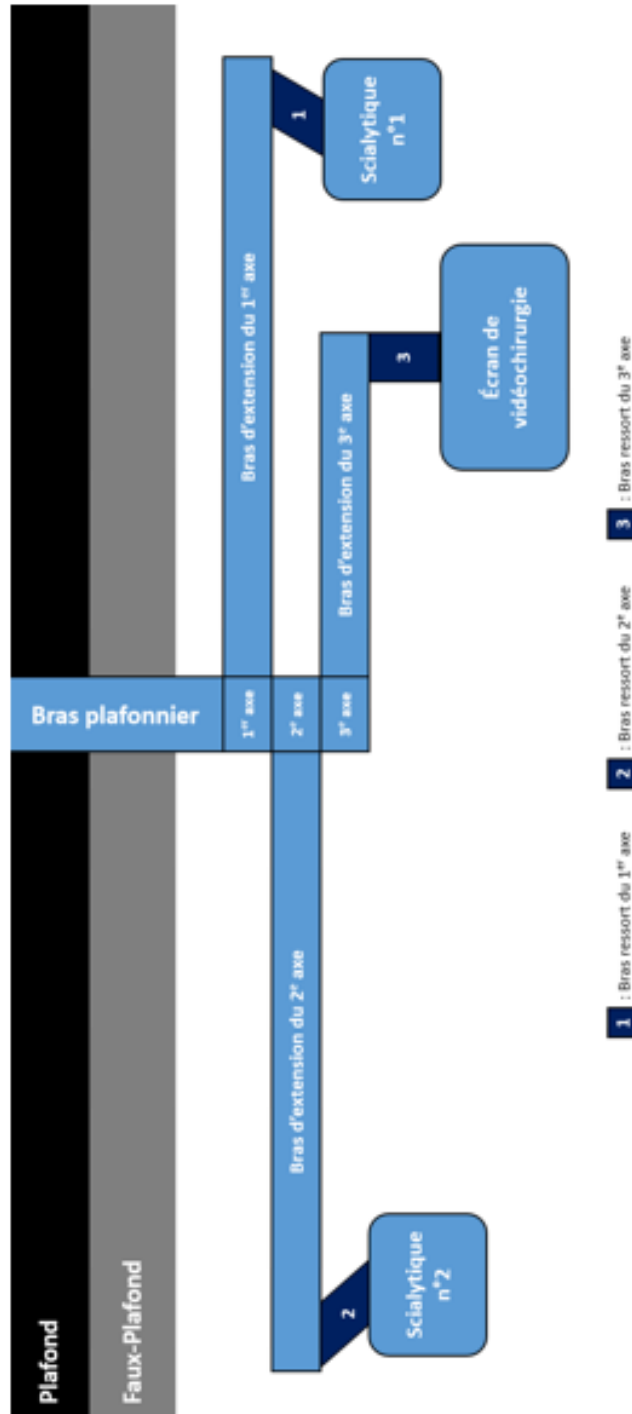 Plafond
Faux-Plafond
Bras plafonnier
1er axe
Bras d'extension du 1er axe
1
Scialytique
n°1
2e axe
Bras d'extension du 2e axe
2
Scialytique
n°2
3e axe
Bras d'extension du 3e axe
3
Écran de
vidéochirurgie
1 : Bras ressort du 1er axe
2 : Bras ressort du 2e axe
3 : Bras ressort du 3e axe